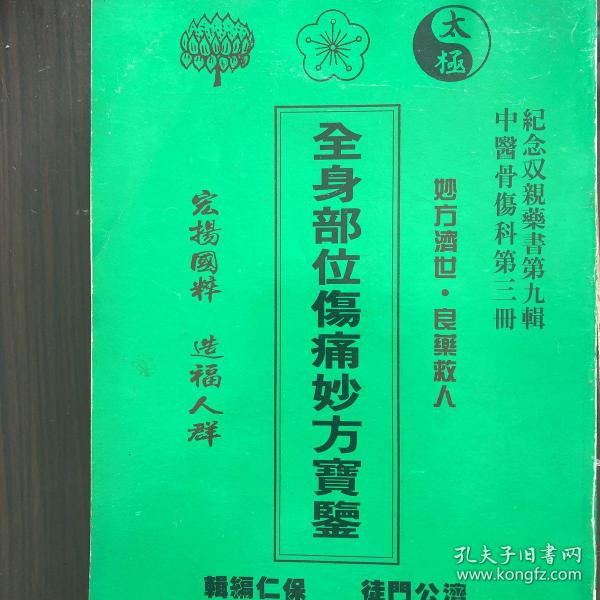 太極
紀念双親藥書第九輯
中醫骨傷科第三冊
妙方濟世・良藥救人
全身部位傷痛妙方寶鑒
宏揚國粹 造福人群
濟公門徒 保仁編輯
孔夫子旧书网
www.kongfz.com